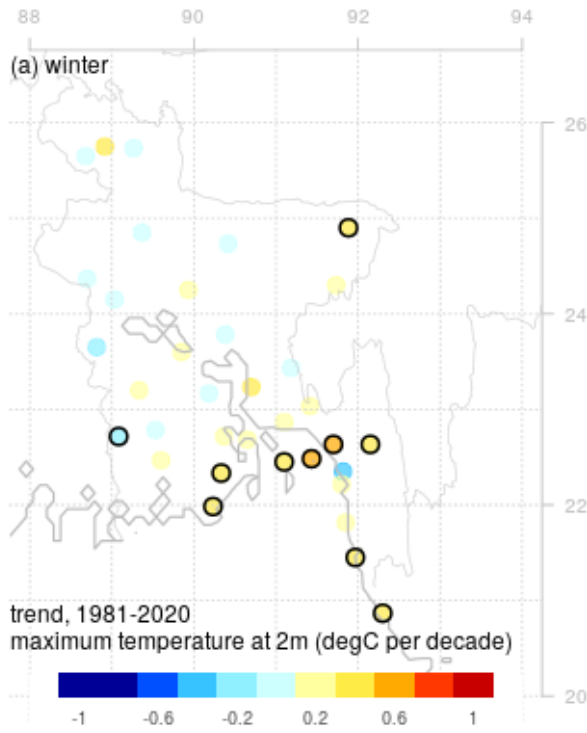 88 90 92 94
(a) winter
26
24
22
trend, 1981-2020
maximum temperature at 2m (degC per decade)
20
-1 -0.6 -0.2 0.2 0.6 1